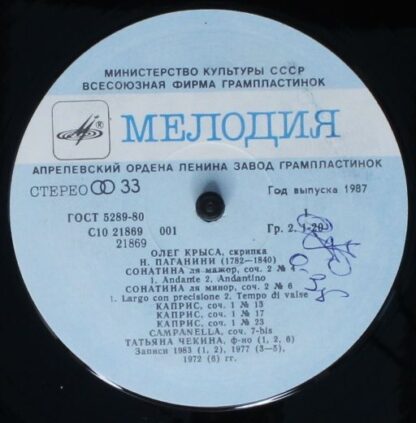 МИНИСТЕРСТВО КУЛЬТУРЫ СССР
ВСЕСОЮЗНАЯ ФИРМА ГРАМПЛАСТИНОК
МЕЛОДИЯ
АПРЕЛЕВСКИЙ ОРДЕНА ЛЕНИНА ЗАВОД ГРАМПЛАСТИНОК
СТЕРЕО 33
Год выпуска 1987
ГОСТ 5289-80
1
С10 21869 001
Гр. 2. 1-20
21869
ОЛЕГ КРЫСА, скрипка
Н. ПАГАНИНИ (1782—1840)
СОНАТИНА ля мажор, соч. 2 № 4
1. Andante 2. Andantino
СОНАТИНА ля минор, соч. 2 № 6
1. Largo con precisione 2. Tempo di valse
КАПРИС, соч. 1 № 13
КАПРИС, соч. 1 № 17
КАПРИС, соч. 1 № 23
CAMPANELLA, соч. 7-bis
ТАТЬЯНА ЧЕКИНА, ф-но (1, 2, 6)
Записи 1983 (1, 2), 1977 (3—5),
1972 (6) гг.